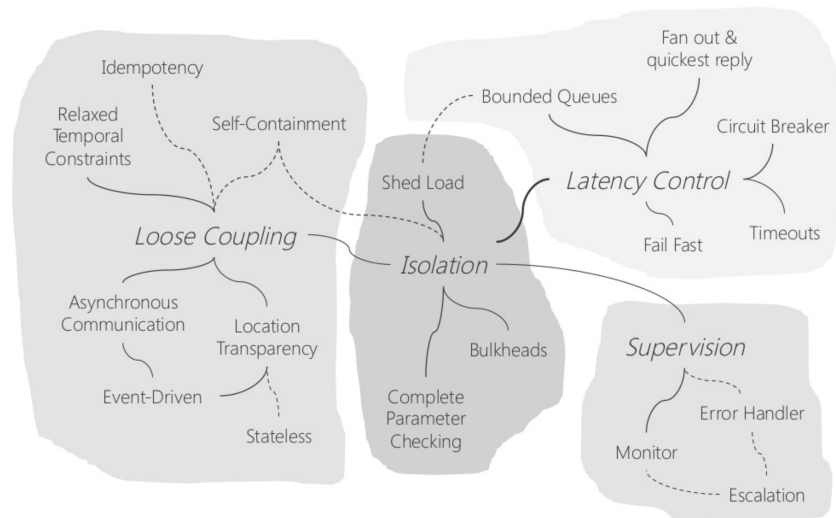 Idempotency
Relaxed
Temporal
Constraints
Self-Containment
Loose Coupling
Asynchronous
Communication
Location
Transparency
Event-Driven
Stateless
Shed Load
Isolation
Bulkheads
Complete
Parameter
Checking
Fan out &
quickest reply
Bounded Queues
Circuit Breaker
Latency Control
Fail Fast
Timeouts
Supervision
Error Handler
Monitor
Escalation